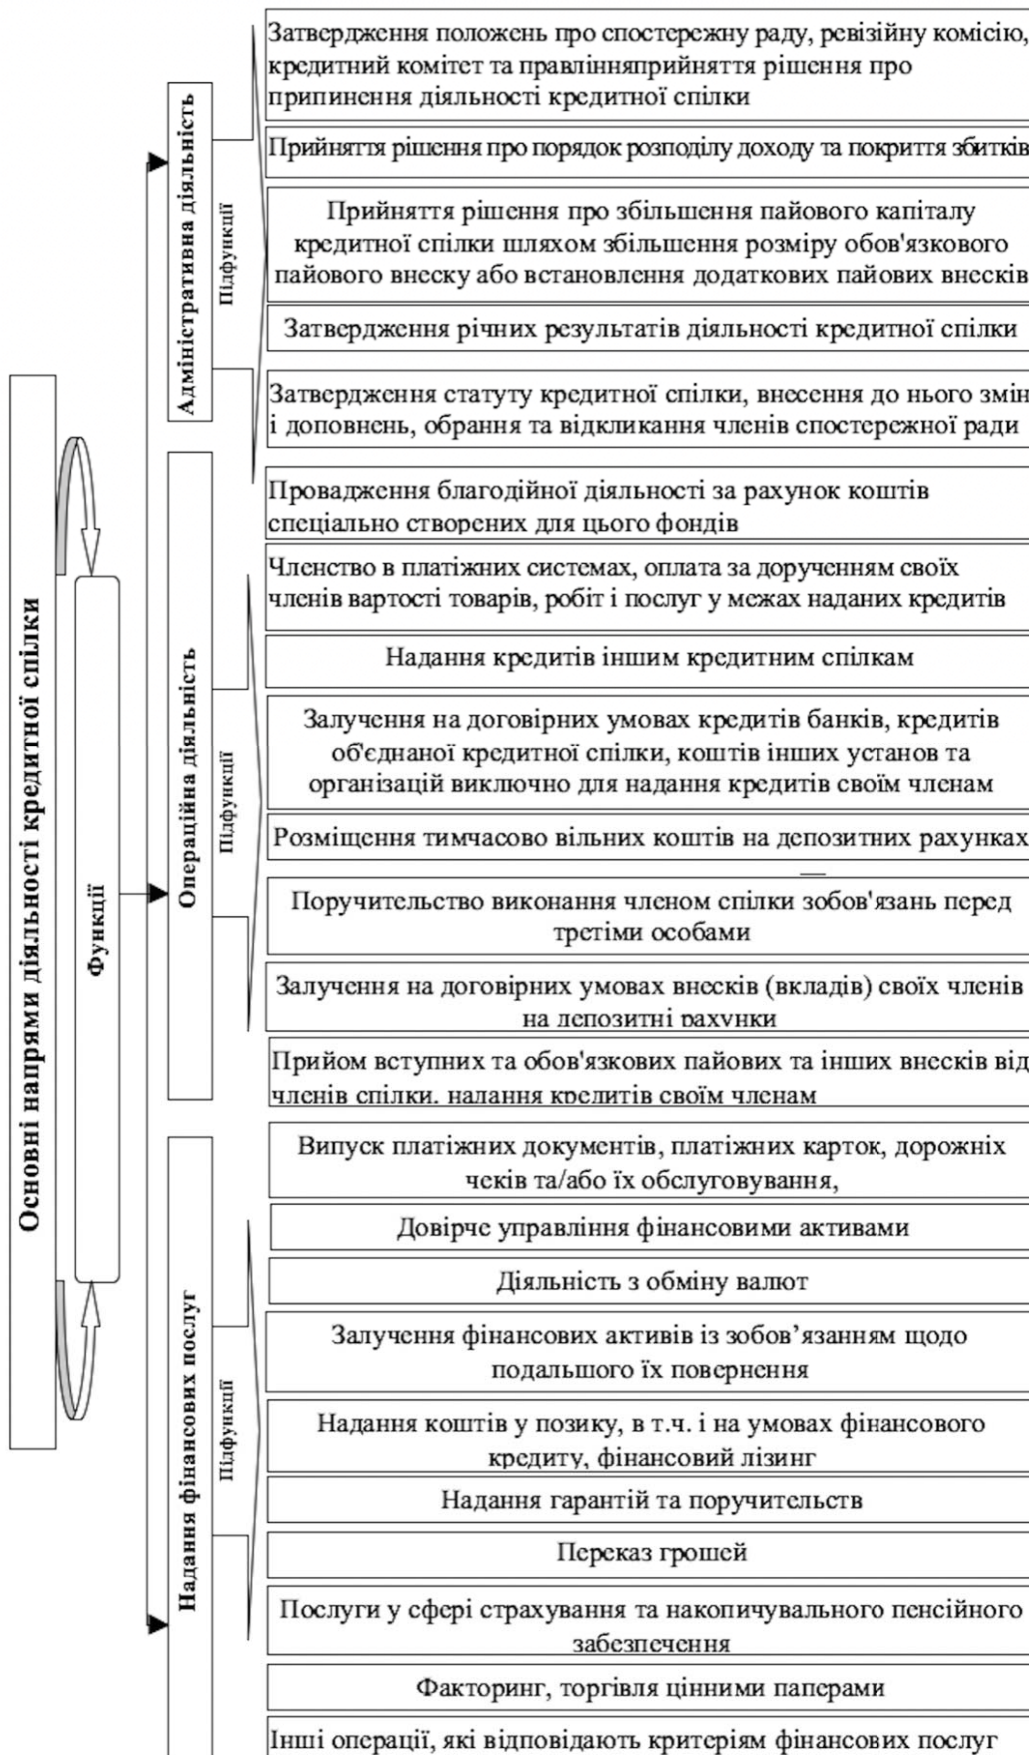 Основні напрями діяльності кредитної спілки
Функції
Адміністративна діяльність
Підфункції
Затвердження положень про спостережну раду, ревізійну комісію,
кредитний комітет та правлінняприйняття рішення про
припинення діяльності кредитної спілки
Прийняття рішення про порядок розподілу доходу та покриття збитків
Прийняття рішення про збільшення пайового капіталу
кредитної спілки шляхом збільшення розміру обов'язкового
пайового внеску або встановлення додаткових пайових внесків
Затвердження річних результатів діяльності кредитної спілки
Затвердження статуту кредитної спілки, внесення до нього змін
і доповнень, обрання та відкликання членів спостережної ради
Операційна діяльність
Підфункції
Провадження благодійної діяльності за рахунок коштів
спеціально створених для цього фондів
Членство в платіжних системах, оплата за дорученням своїх
членів вартості товарів, робіт і послуг у межах наданих кредитів
Надання кредитів іншим кредитним спілкам
Залучення на договірних умовах кредитів банків, кредитів
об'єднаної кредитної спілки, коштів інших установ та
організацій виключно для надання кредитів своїм членам
Розміщення тимчасово вільних коштів на депозитних рахунках
Поручительство виконання членом спілки зобов'язань перед
третіми особами
Залучення на договірних умовах внесків (вкладів) своїх членів
на депозитні рахунки
Прийом вступних та обов'язкових пайових та інших внесків від
членів спілки. надання кредитів своїм членам
Надання фінансових послуг
Підфункції
Випуск платіжних документів, платіжних карток, дорожніх
чеків та/або їх обслуговування,
Довірче управління фінансовими активами
Діяльність з обміну валют
Залучення фінансових активів із зобов’язанням щодо
подальшого їх повернення
Надання коштів у позику, в т.ч. і на умовах фінансового
кредиту, фінансовий лізинг
Надання гарантій та поручительств
Переказ грошей
Послуги у сфері страхування та накопичувального пенсійного
забезпечення
Факторинг, торгівля цінними паперами
Інші операції, які відповідають критеріям фінансових послуг